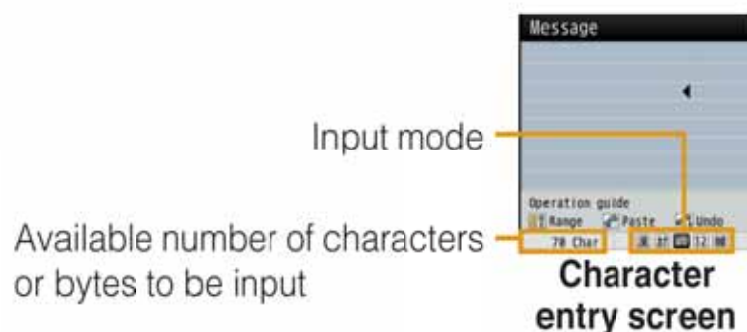 Message
Input mode
Operation guide
Range Paste Undo
Available number of characters
or bytes to be input
70 Char 12
Character
entry screen